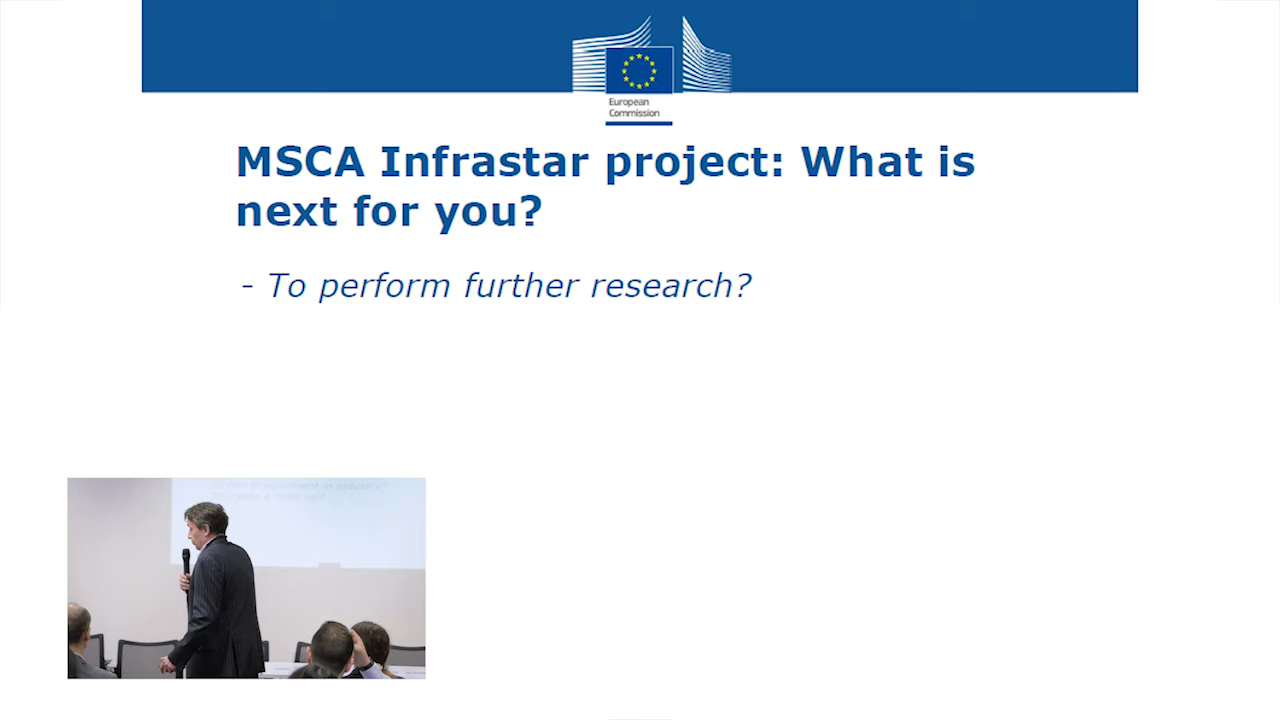 European
Commission
MSCA Infrastar project: What is
next for you?
- To perform further research?